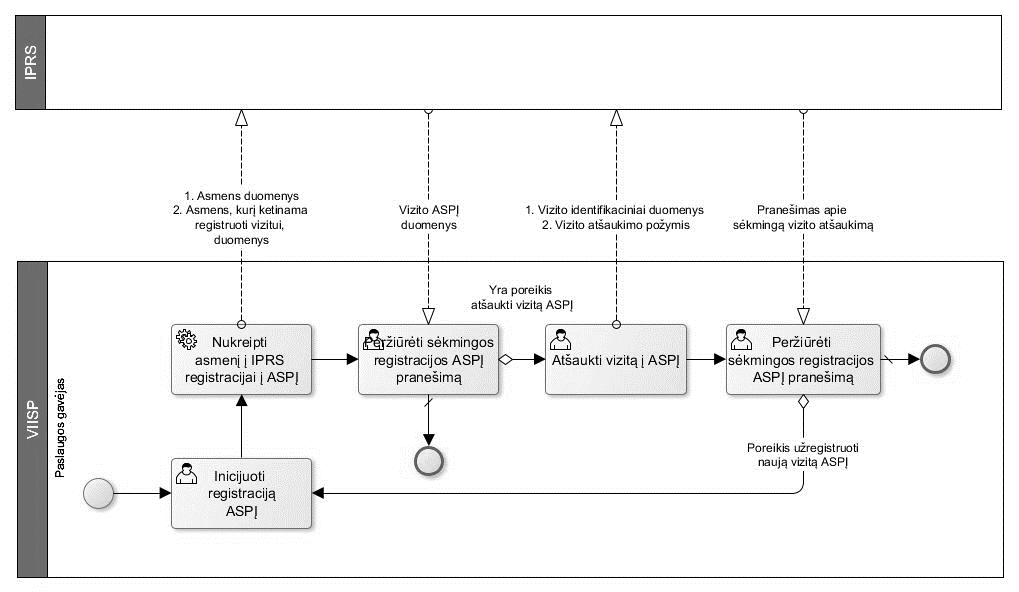 IPRS
1. Asmens duomenys
2. Asmens, kurį ketinama
registruoti vizitui,
duomenys
Vizito ASPĮ
duomenys
1. Vizito identifikaciniai duomenys
2. Vizito atšaukimo požymis
Pranešimas apie
sėkmingą vizito atšaukimą
VIISP
Paslaugos gavėjas
Yra poreikis
atšaukti vizitą ASPĮ
Nukreipti
asmenį į IPRS
registracijai į ASPĮ
Peržiūrėti sėkmingos
registracijos ASPĮ
pranešimą
Atšaukti vizitą į ASPĮ
Peržiūrėti
sėkmingos registracijos
ASPĮ pranešimą
Poreikis užregistruoti
naują vizitą ASPĮ
Inicijuoti
registraciją
ASPĮ